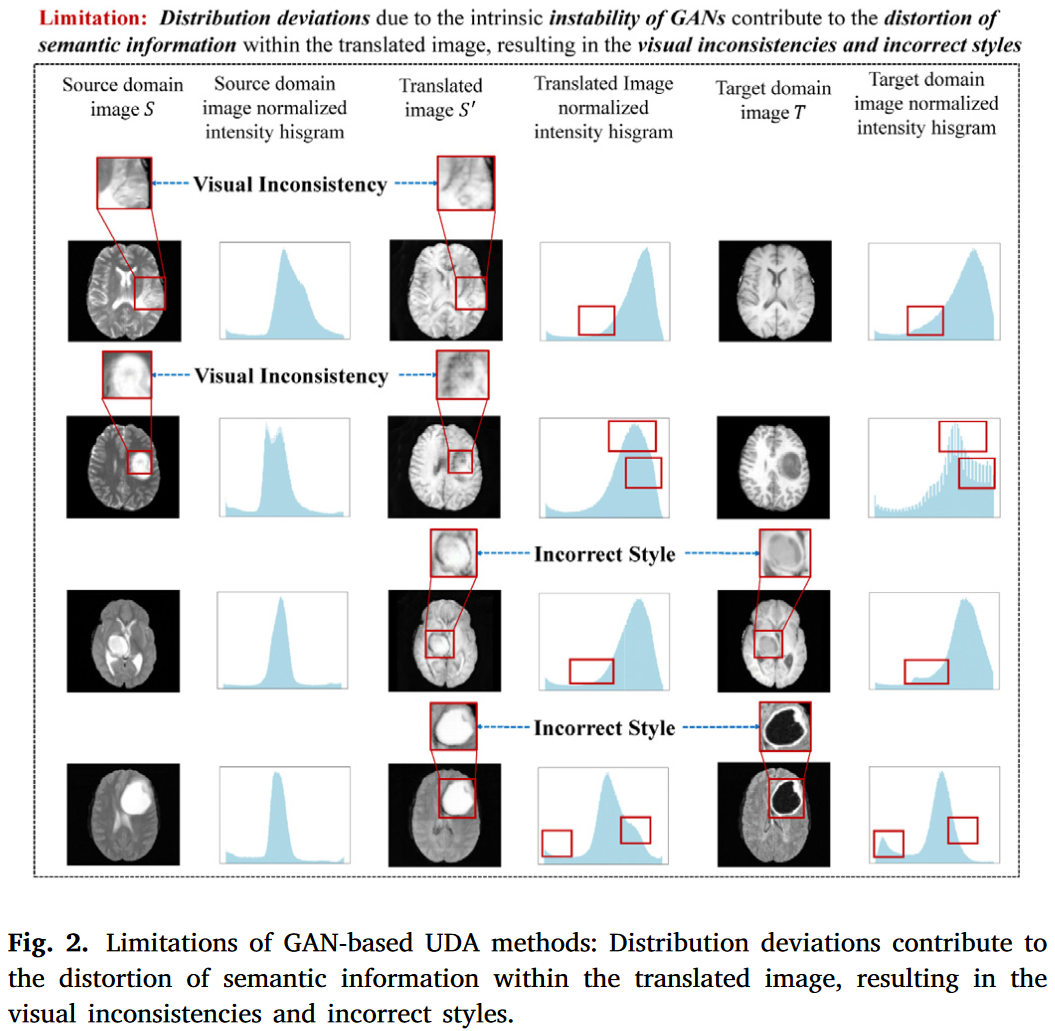 Limitation: Distribution deviations due to the intrinsic instability of GANs contribute to the distortion of
semantic information within the translated image, resulting in the visual inconsistencies and incorrect styles
Source domain
image S
Source domain
image normalized
intensity hisgram
Translated
image S′
Translated Image
normalized
intensity hisgram
Target domain
image T
Target domain
image normalized
intensity hisgram
Visual Inconsistency
Visual Inconsistency
Incorrect Style
Incorrect Style
Fig. 2. Limitations of GAN-based UDA methods: Distribution deviations contribute to
the distortion of semantic information within the translated image, resulting in the
visual inconsistencies and incorrect styles.